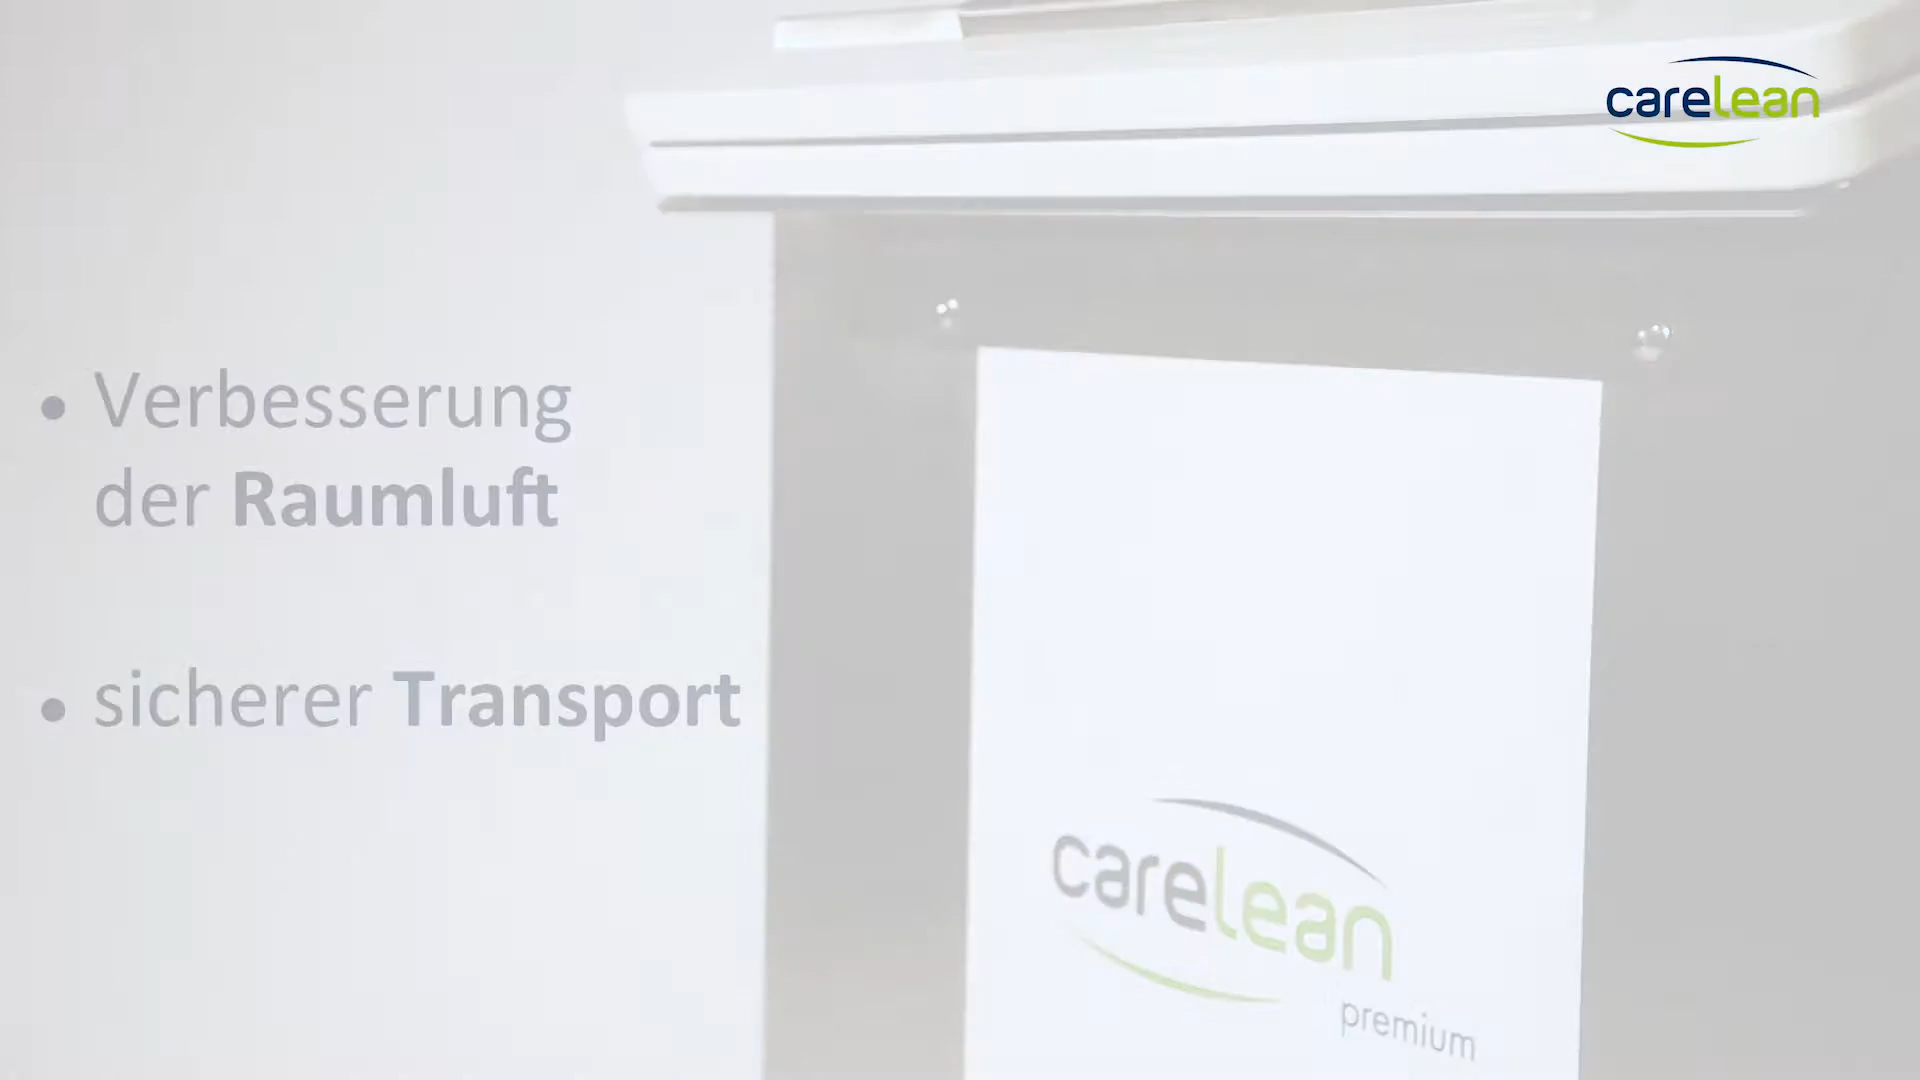 carelean
• Verbesserung
der Raumluft
• sicherer Transport
carelean
premium